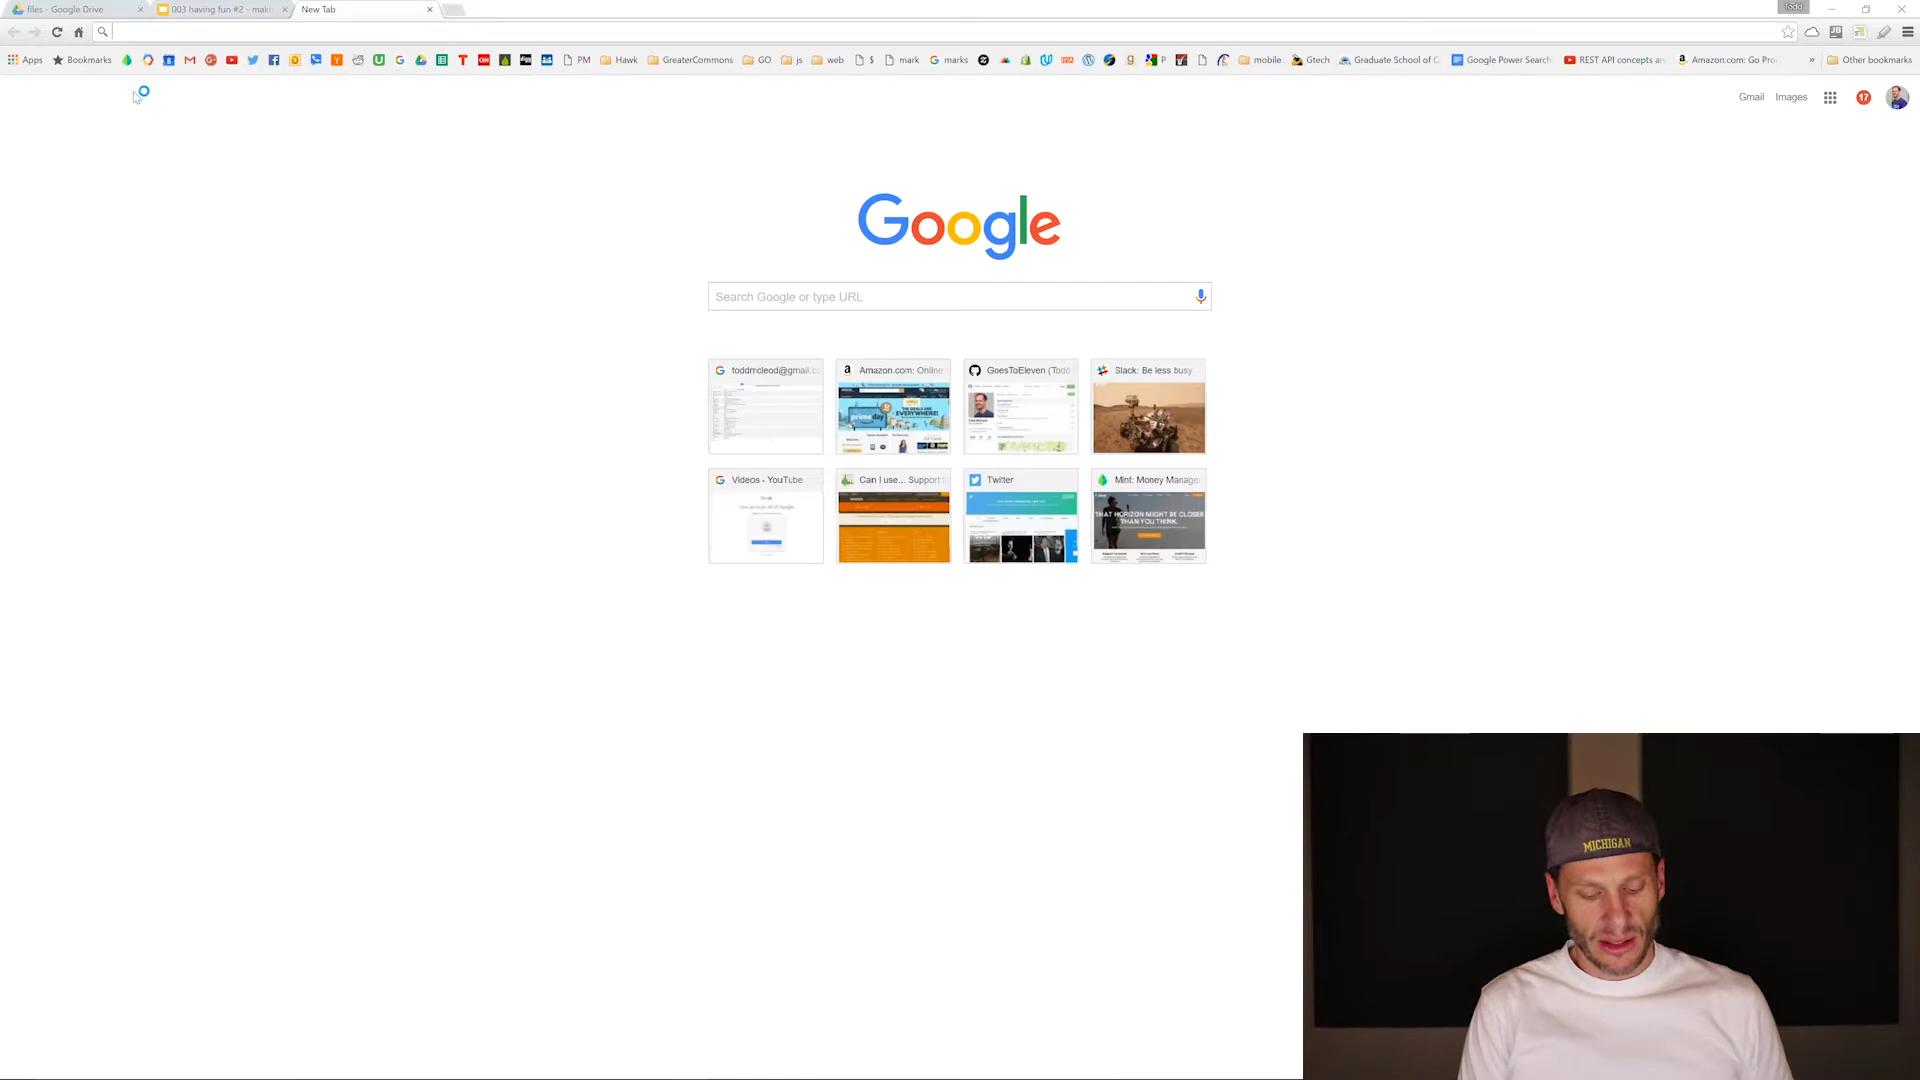 files - Google Drive
003 having fun #2 - maki
New Tab
Todd
Apps
Bookmarks
PM
Hawk
GreaterCommons
GO
js
web
$
mark
marks
P
mobile
Gtech
Graduate School of C
Google Power Search
REST API concepts an
Amazon.com: Go Pro
»
Other bookmarks
Gmail
Images
17
Google
Search Google or type URL
toddmcleod@gmail.c
Amazon.com: Online
GoesToEleven (Todd
Slack: Be less busy
Videos - YouTube
Can I use... Support t
Twitter
Mint: Money Manage
THAT HORIZON MIGHT BE CLOSER
THAN YOU THINK.
MICHIGAN